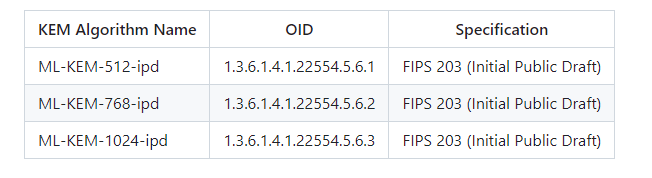 KEM Algorithm Name OID Specification
ML-KEM-512-ipd 1.3.6.1.4.1.22554.5.6.1 FIPS 203 (Initial Public Draft)
ML-KEM-768-ipd 1.3.6.1.4.1.22554.5.6.2 FIPS 203 (Initial Public Draft)
ML-KEM-1024-ipd 1.3.6.1.4.1.22554.5.6.3 FIPS 203 (Initial Public Draft)